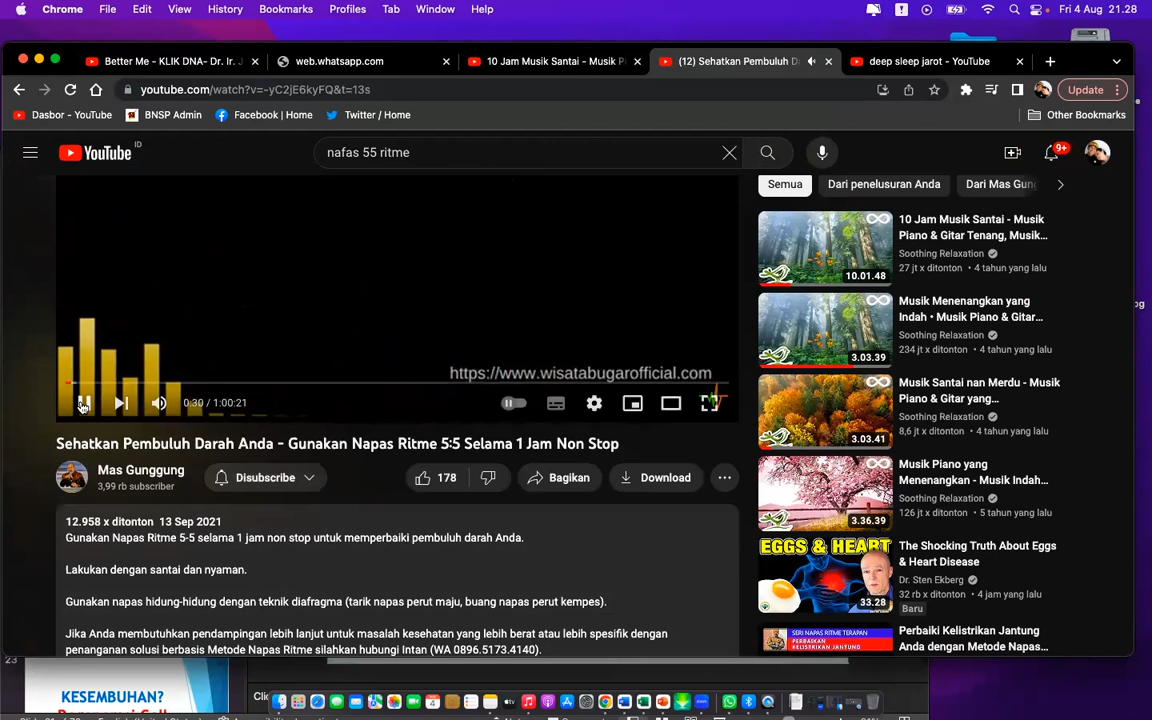 Chrome File Edit View History Bookmarks Profiles Tab Window Help Fri 4 Aug 21.28
Better Me - KLIK DNA- Dr. Ir. J web.whatsapp.com 10 Jam Musik Santai - Musik P (12) Sehatkan Pembuluh D deep sleep jarot - YouTube
youtube.com/watch?v=-yC2jE6kyFQ&t=13s Update
Dasbor - YouTube BNSP Admin Facebook | Home Twitter / Home Other Bookmarks
YouTube ID nafas 55 ritme 9+
Semua Dari penelusuran Anda Dari Mas Gung
https://www.wisatabugarofficial.com
0:30 / 1:00:21
Sehatkan Pembuluh Darah Anda - Gunakan Napas Ritme 5:5 Selama 1 Jam Non Stop
Mas Gunggung
3,99 rb subscriber
Disubscribe 178 Bagikan Download
12.958 x ditonton 13 Sep 2021
Gunakan Napas Ritme 5-5 selama 1 jam non stop untuk memperbaiki pembuluh darah Anda.
Lakukan dengan santai dan nyaman.
Gunakan napas hidung-hidung dengan teknik diafragma (tarik napas perut maju, buang napas perut kempes).
Jika Anda membutuhkan pendampingan lebih lanjut untuk masalah kesehatan yang lebih berat atau lebih spesifik dengan
penanganan solusi berbasis Metode Napas Ritme silahkan hubungi Intan (WA 0896.5173.4140).
10 Jam Musik Santai - Musik
Piano & Gitar Tenang, Musik...
Soothing Relaxation
27 jt x ditonton • 4 tahun yang lalu
10.01.48
Musik Menenangkan yang
Indah • Musik Piano & Gitar...
Soothing Relaxation
234 jt x ditonton • 4 tahun yang lalu
3.03.39
Musik Santai nan Merdu - Musik
Piano & Gitar yang...
Soothing Relaxation
8,6 jt x ditonton • 4 tahun yang lalu
3.03.41
Musik Piano yang
Menenangkan - Musik Indah...
Soothing Relaxation
126 jt x ditonton • 5 tahun yang lalu
3.36.39
EGGS & HEART
33.28
The Shocking Truth About Eggs
& Heart Disease
Dr. Sten Ekberg
32 rb x ditonton • 4 jam yang lalu
Baru
SERI NAPAS RITME TERAPAN
PERBAIKI
KELISTRIKAN JANTUNG
Perbaiki Kelistrikan Jantung
Anda dengan Metode Napas...
23
KESEMBUHAN?